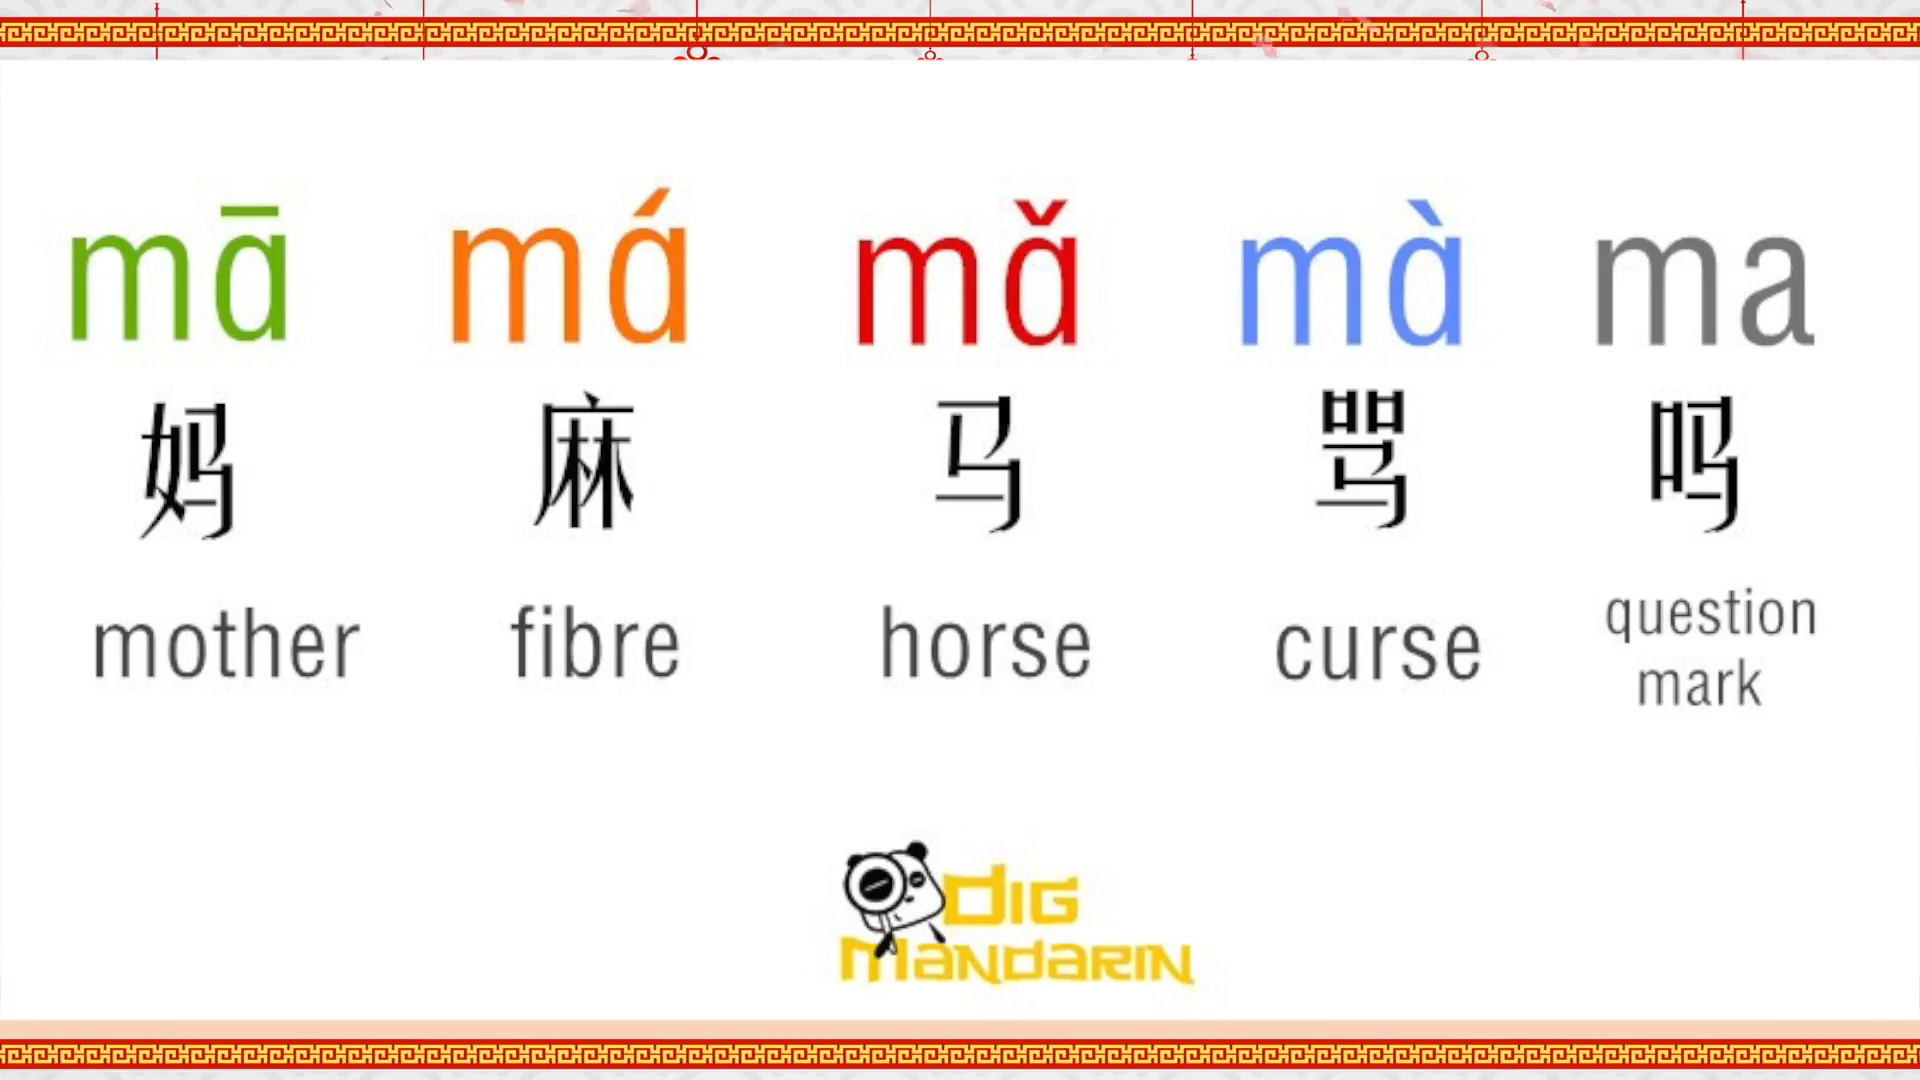 mā má mǎ mà ma
妈 麻 马 骂 吗
mother fibre horse curse question mark
DIG
MANDARIN